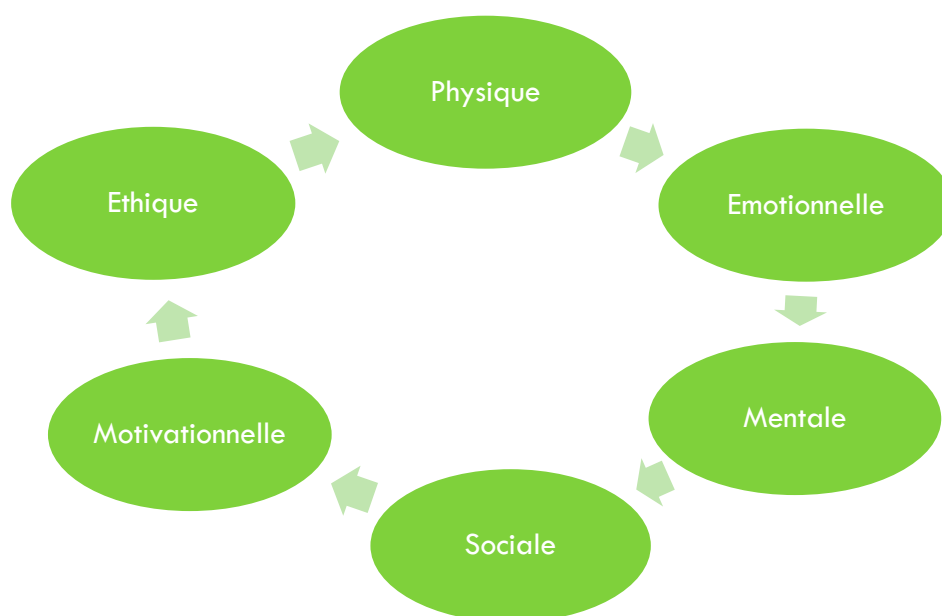 Physique
Emotionnelle
Mentale
Sociale
Motivationnelle
Ethique